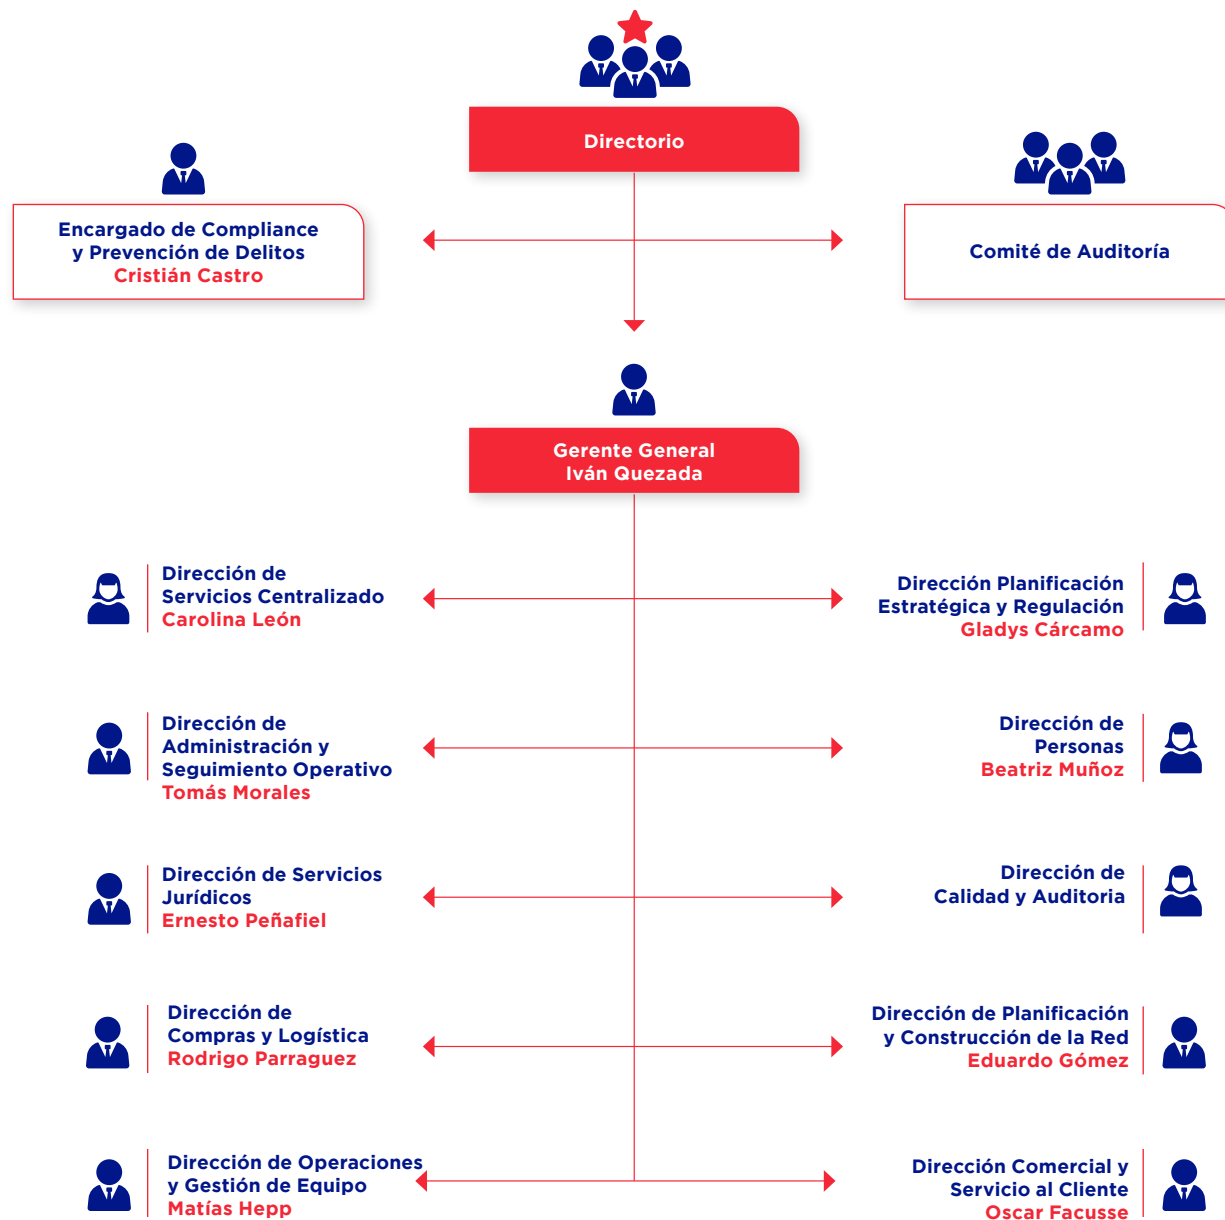 Directorio
Encargado de Compliance
y Prevención de Delitos
Cristián Castro
Comité de Auditoría
Gerente General
Iván Quezada
Dirección de
Servicios Centralizado
Carolina León
Dirección Planificación
Estratégica y Regulación
Gladys Cárcamo
Dirección de
Administración y
Seguimiento Operativo
Tomás Morales
Dirección de
Personas
Beatriz Muñoz
Dirección de Servicios
Jurídicos
Ernesto Peñafiel
Dirección de
Calidad y Auditoria
Dirección de
Compras y Logística
Rodrigo Parraguez
Dirección de Planificación
y Construcción de la Red
Eduardo Gómez
Dirección de Operaciones
y Gestión de Equipo
Matías Hepp
Dirección Comercial y
Servicio al Cliente
Oscar Facusse